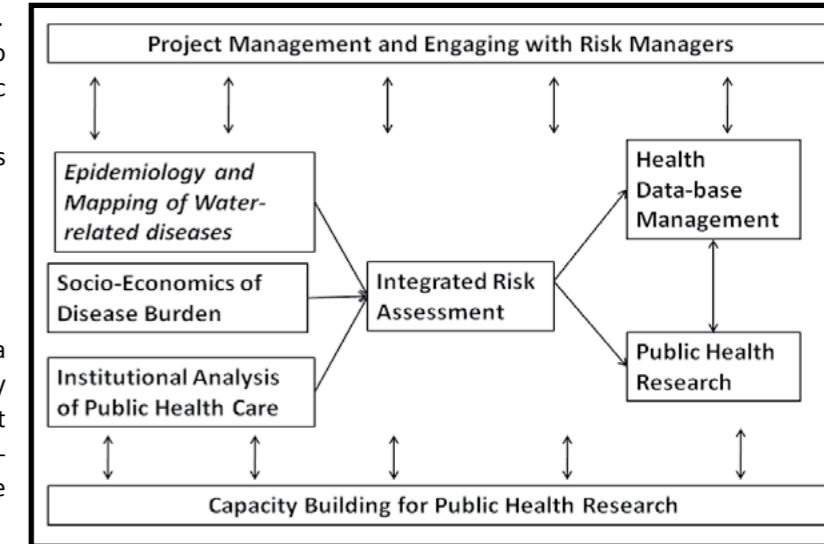 Project Management and Engaging with Risk Managers
Epidemiology and
Mapping of Water-
related diseases
Socio-Economics of
Disease Burden
Institutional Analysis
of Public Health Care
Integrated Risk
Assessment
Health
Data-base
Management
Public Health
Research
Capacity Building for Public Health Research